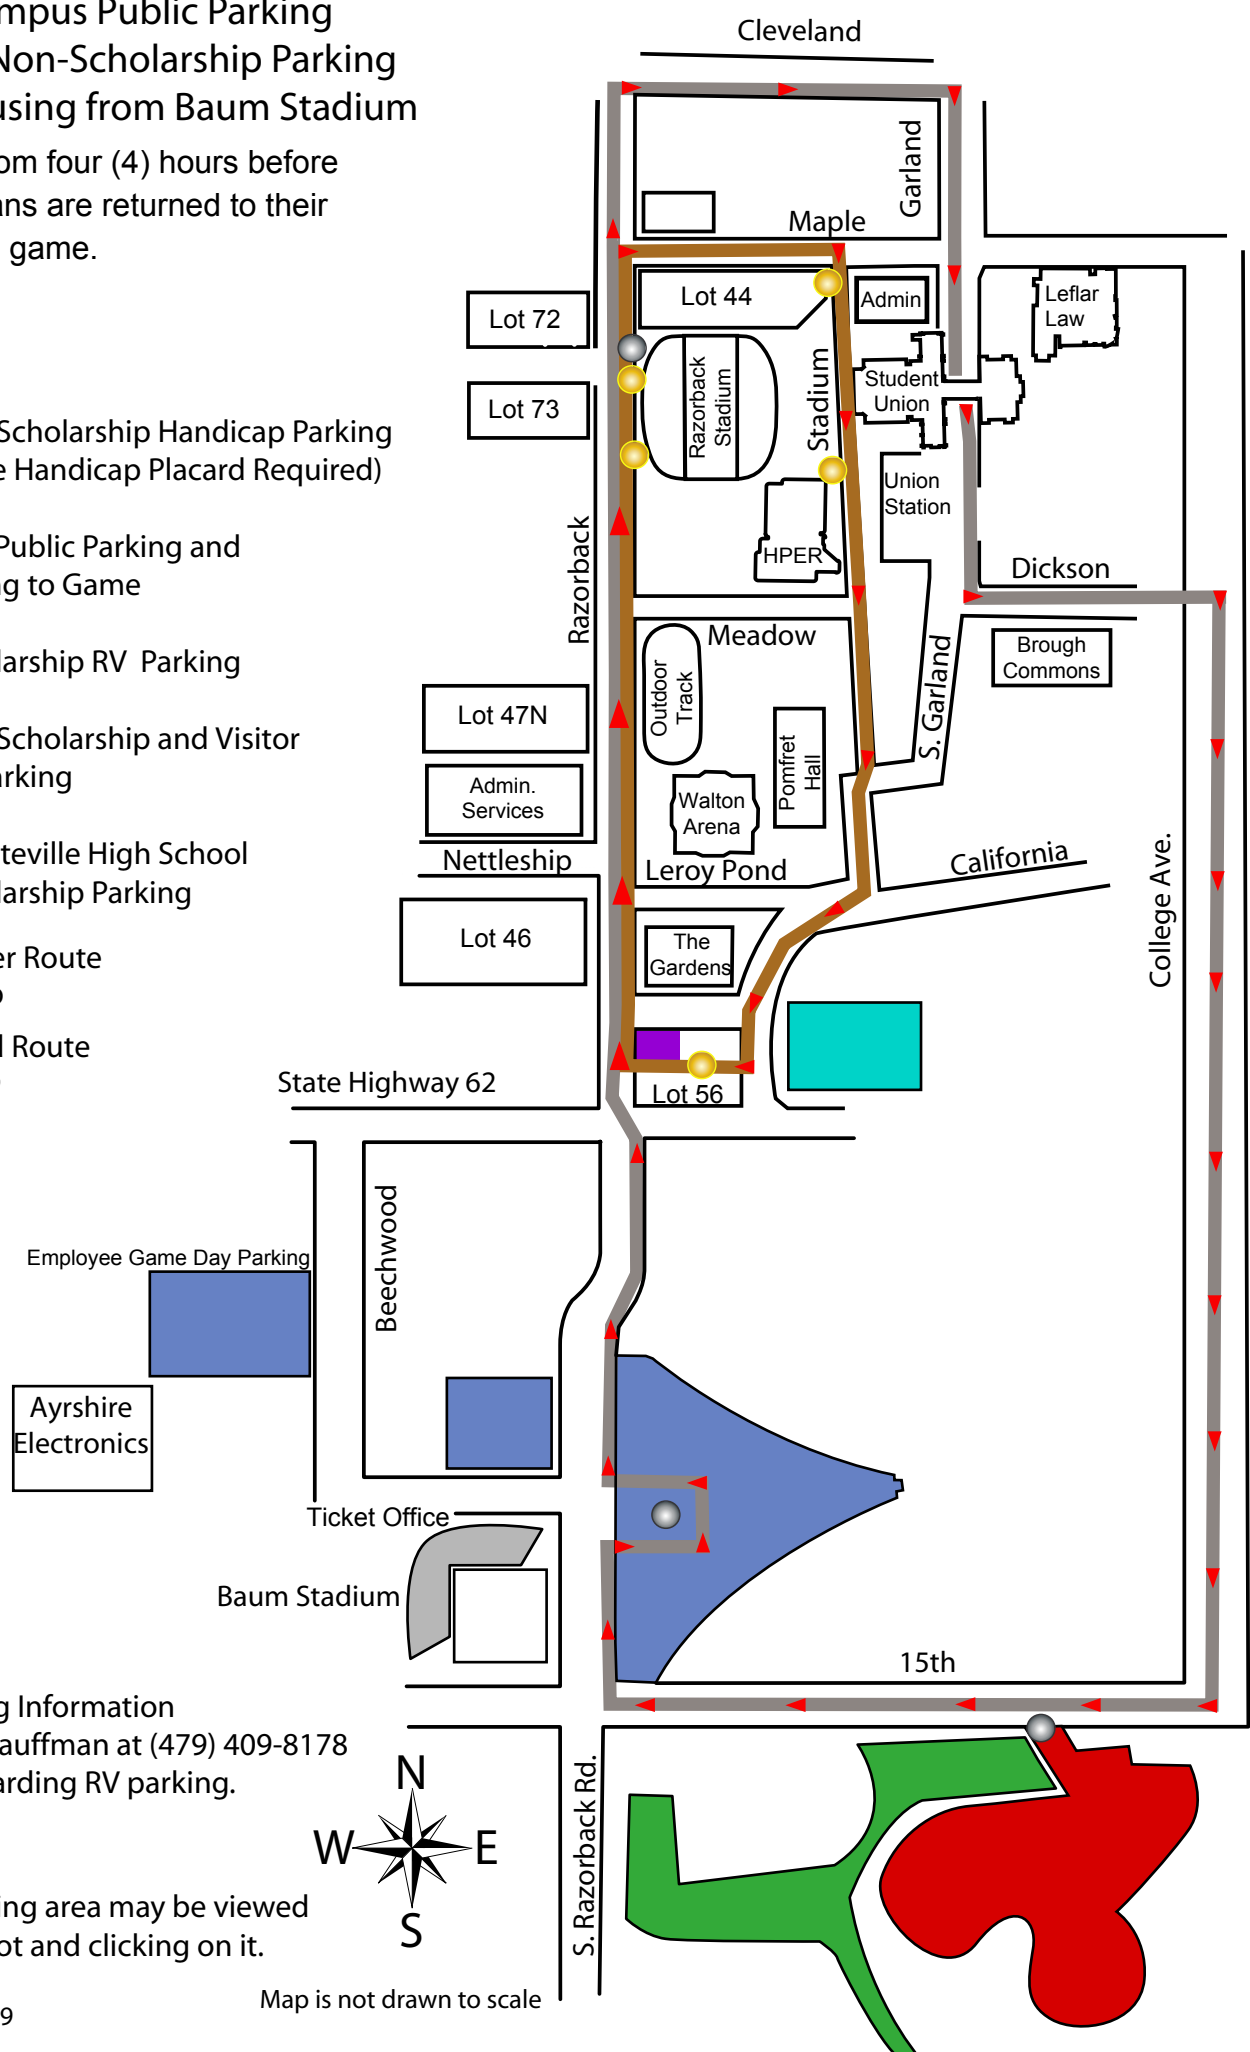 mpus Public Parking
Non-Scholarship Parking
using from Baum Stadium
om four (4) hours before
ans are returned to their
game.
Scholarship Handicap Parking
e Handicap Placard Required)
Public Parking and
ng to Game
larship RV Parking
Scholarship and Visitor
arking
tteville High School
larship Parking
er Route
l Route
Cleveland
Garland
Maple
Lot 44
Admin
Leflar
Law
Lot 72
Lot 73
Razorback
Stadium
Stadium
Student
Union
Union
Station
HPER
Razorback
Dickson
Meadow
Outdoor
Track
S. Garland
Brough
Commons
Lot 47N
Pomfret
Hall
Admin.
Services
Walton
Arena
Nettleship
Leroy Pond
California
College Ave.
Lot 46
The
Gardens
State Highway 62
Lot 56
Beechwood
Employee Game Day Parking
Ayrshire
Electronics
Ticket Office
Baum Stadium
15th
g Information
auffman at (479) 409-8178
arding RV parking.
N
W
E
S
S. Razorback Rd.
ing area may be viewed
ot and clicking on it.
Map is not drawn to scale
9